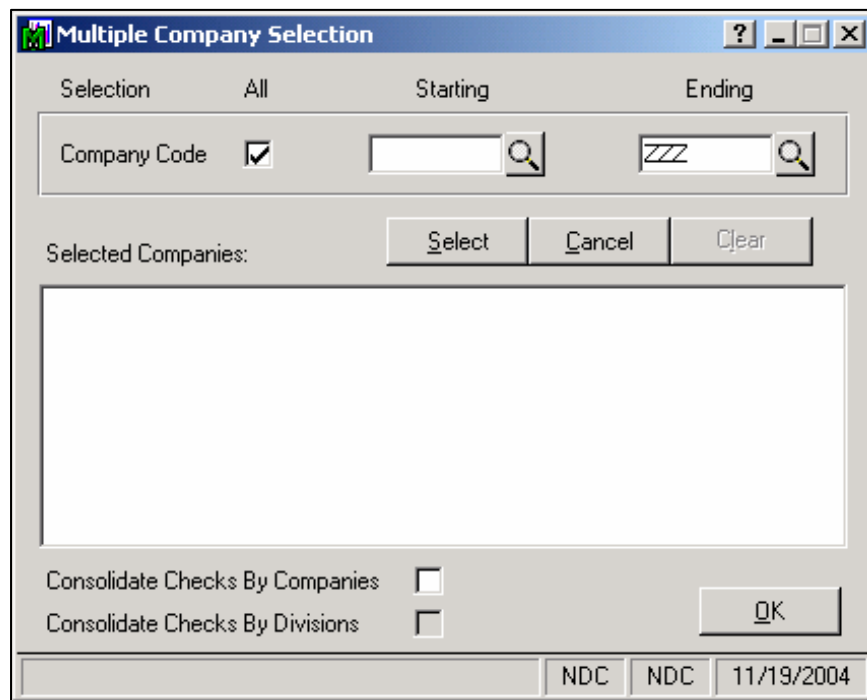 Multiple Company Selection
Selection All Starting Ending
Company Code ZZZ
Select Cancel Clear
Selected Companies:
Consolidate Checks By Companies
Consolidate Checks By Divisions
OK
NDC NDC 11/19/2004